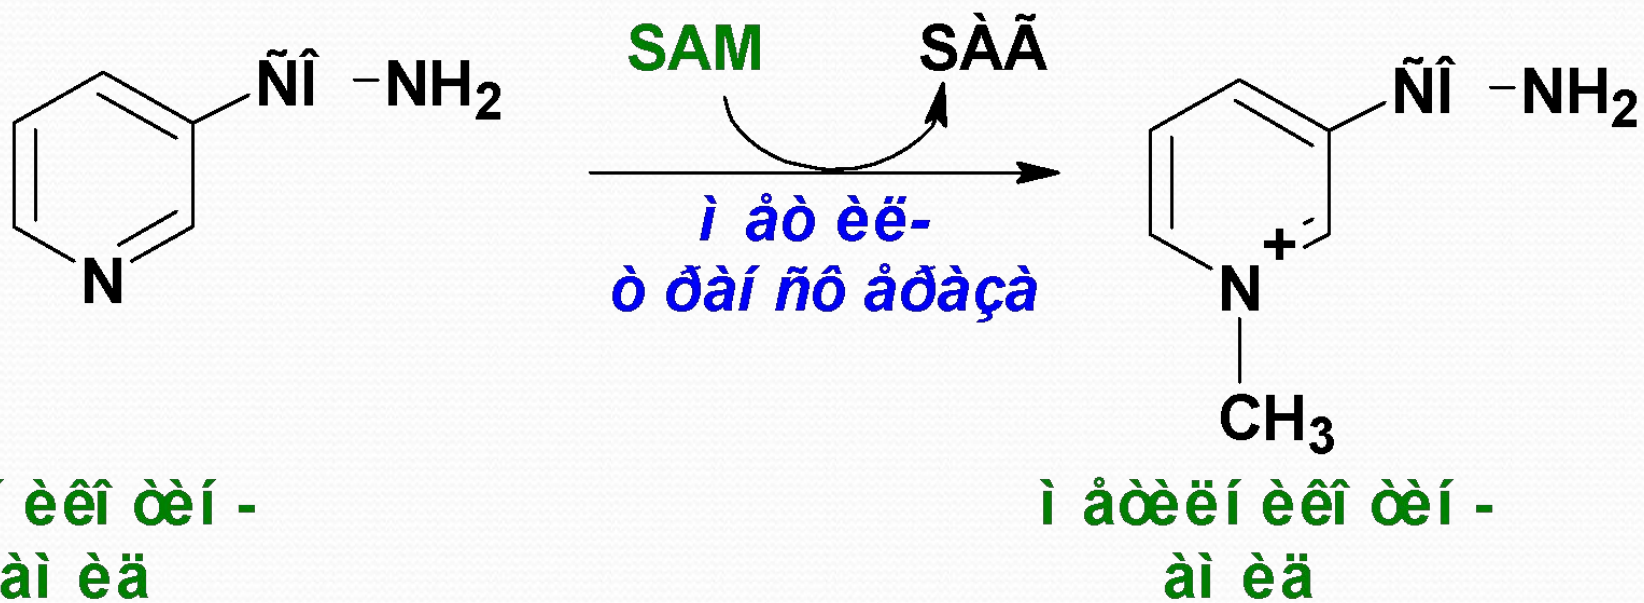 SAM
SÀÃ
ÑÎ –NH2
ÑÎ –NH2
ì åò èë-
ò ðàí ñô åðàçà
N
N
+
CH3
í èêî òèí -
àì èä
ì åòèëí èêî òèí -
àì èä